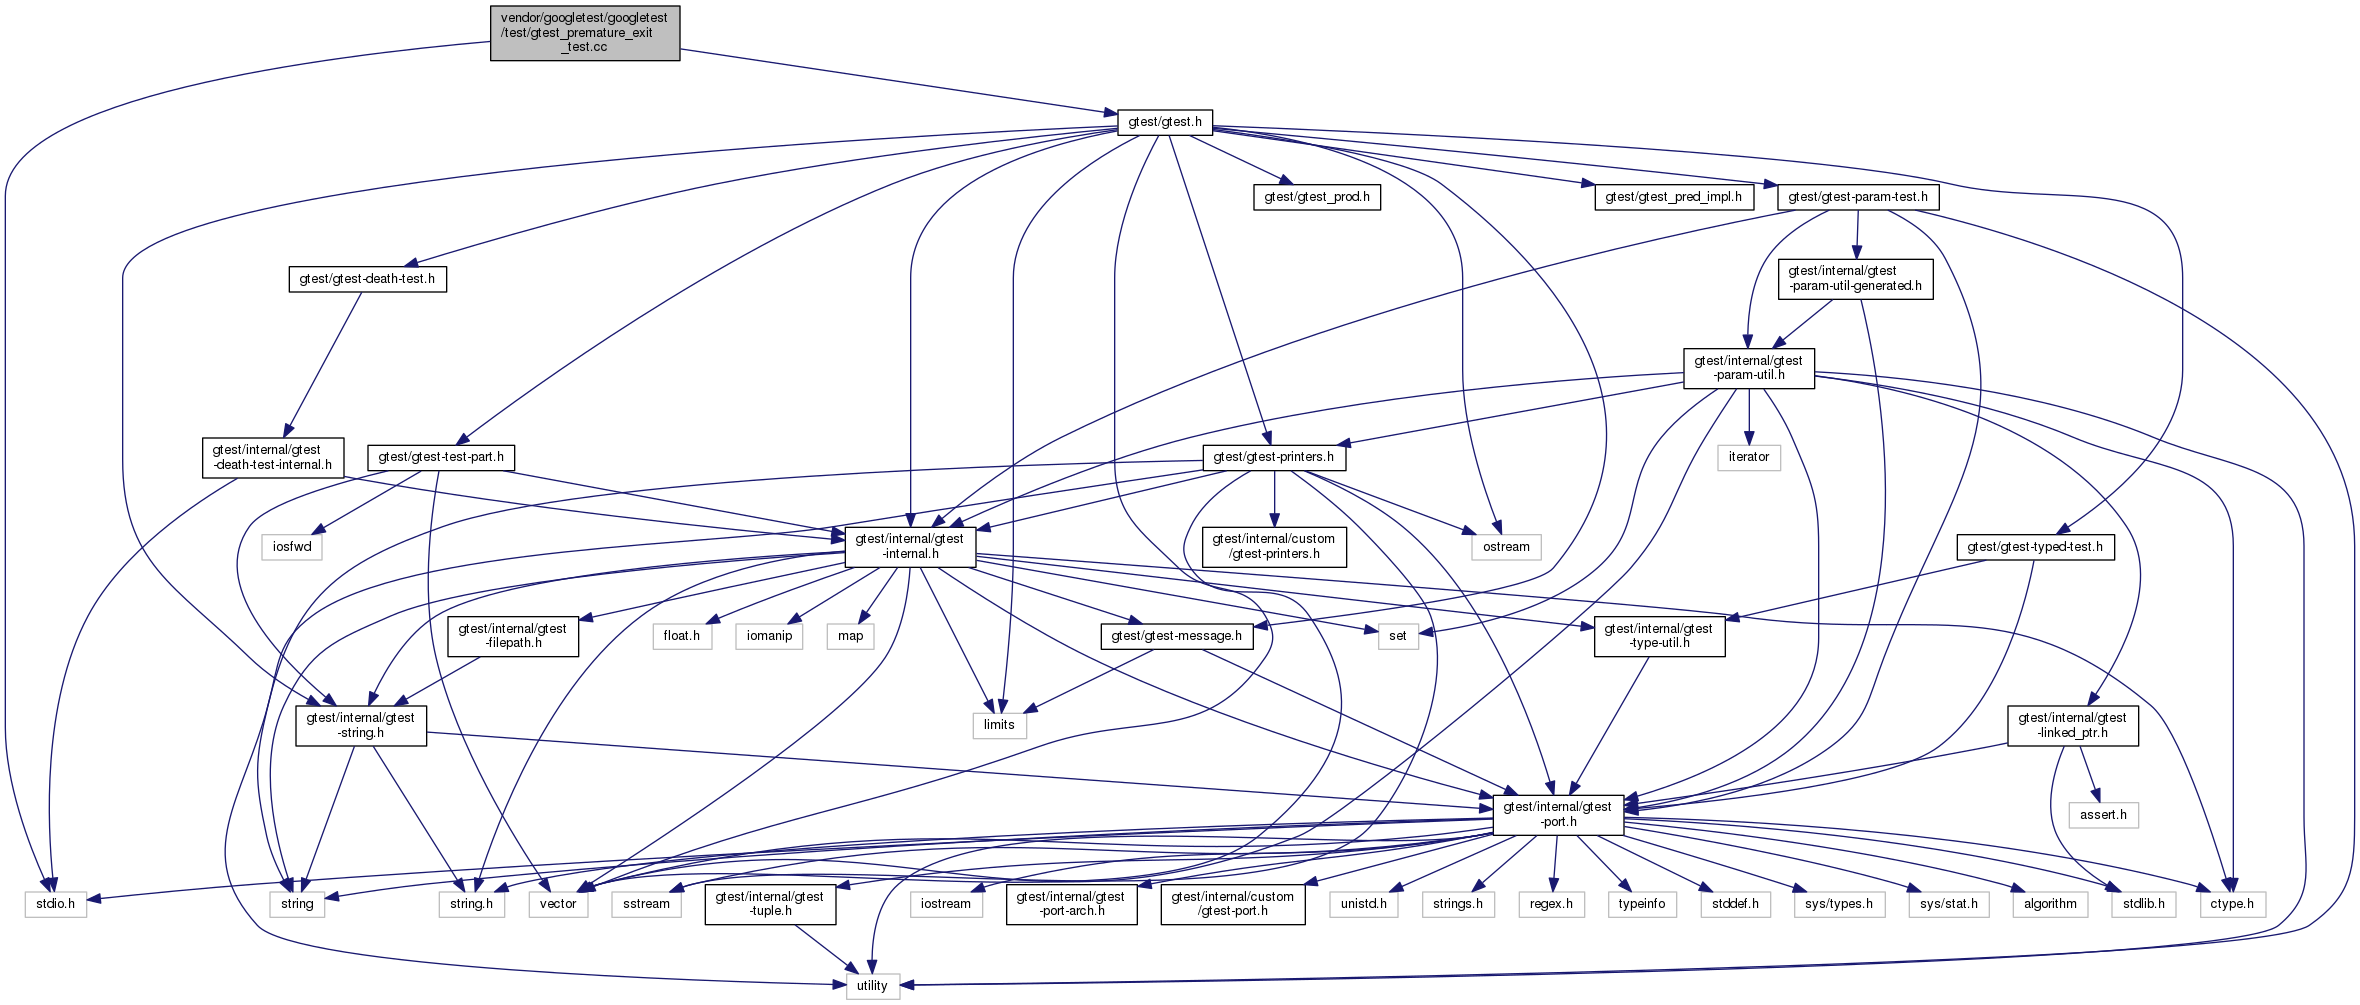 vendor/googletest/googletest
/test/gtest_premature_exit
_test.cc
gtest/gtest.h
gtest/gtest_prod.h
gtest/gtest_pred_impl.h
gtest/gtest-param-test.h
gtest/gtest-death-test.h
gtest/internal/gtest
-param-util-generated.h
gtest/internal/gtest
-param-util.h
gtest/internal/gtest
-death-test-internal.h
gtest/gtest-test-part.h
gtest/gtest-printers.h
iterator
iosfwd
gtest/internal/gtest
-internal.h
gtest/internal/custom
/gtest-printers.h
ostream
gtest/gtest-typed-test.h
gtest/internal/gtest
-filepath.h
float.h
iomanip
map
gtest/gtest-message.h
set
gtest/internal/gtest
-type-util.h
gtest/internal/gtest
-string.h
limits
gtest/internal/gtest
-linked_ptr.h
gtest/internal/gtest
-port.h
assert.h
stdio.h
string
string.h
vector
sstream
gtest/internal/gtest
-tuple.h
iostream
gtest/internal/gtest
-port-arch.h
gtest/internal/custom
/gtest-port.h
unistd.h
strings.h
regex.h
typeinfo
stddef.h
sys/types.h
sys/stat.h
algorithm
stdlib.h
ctype.h
utility